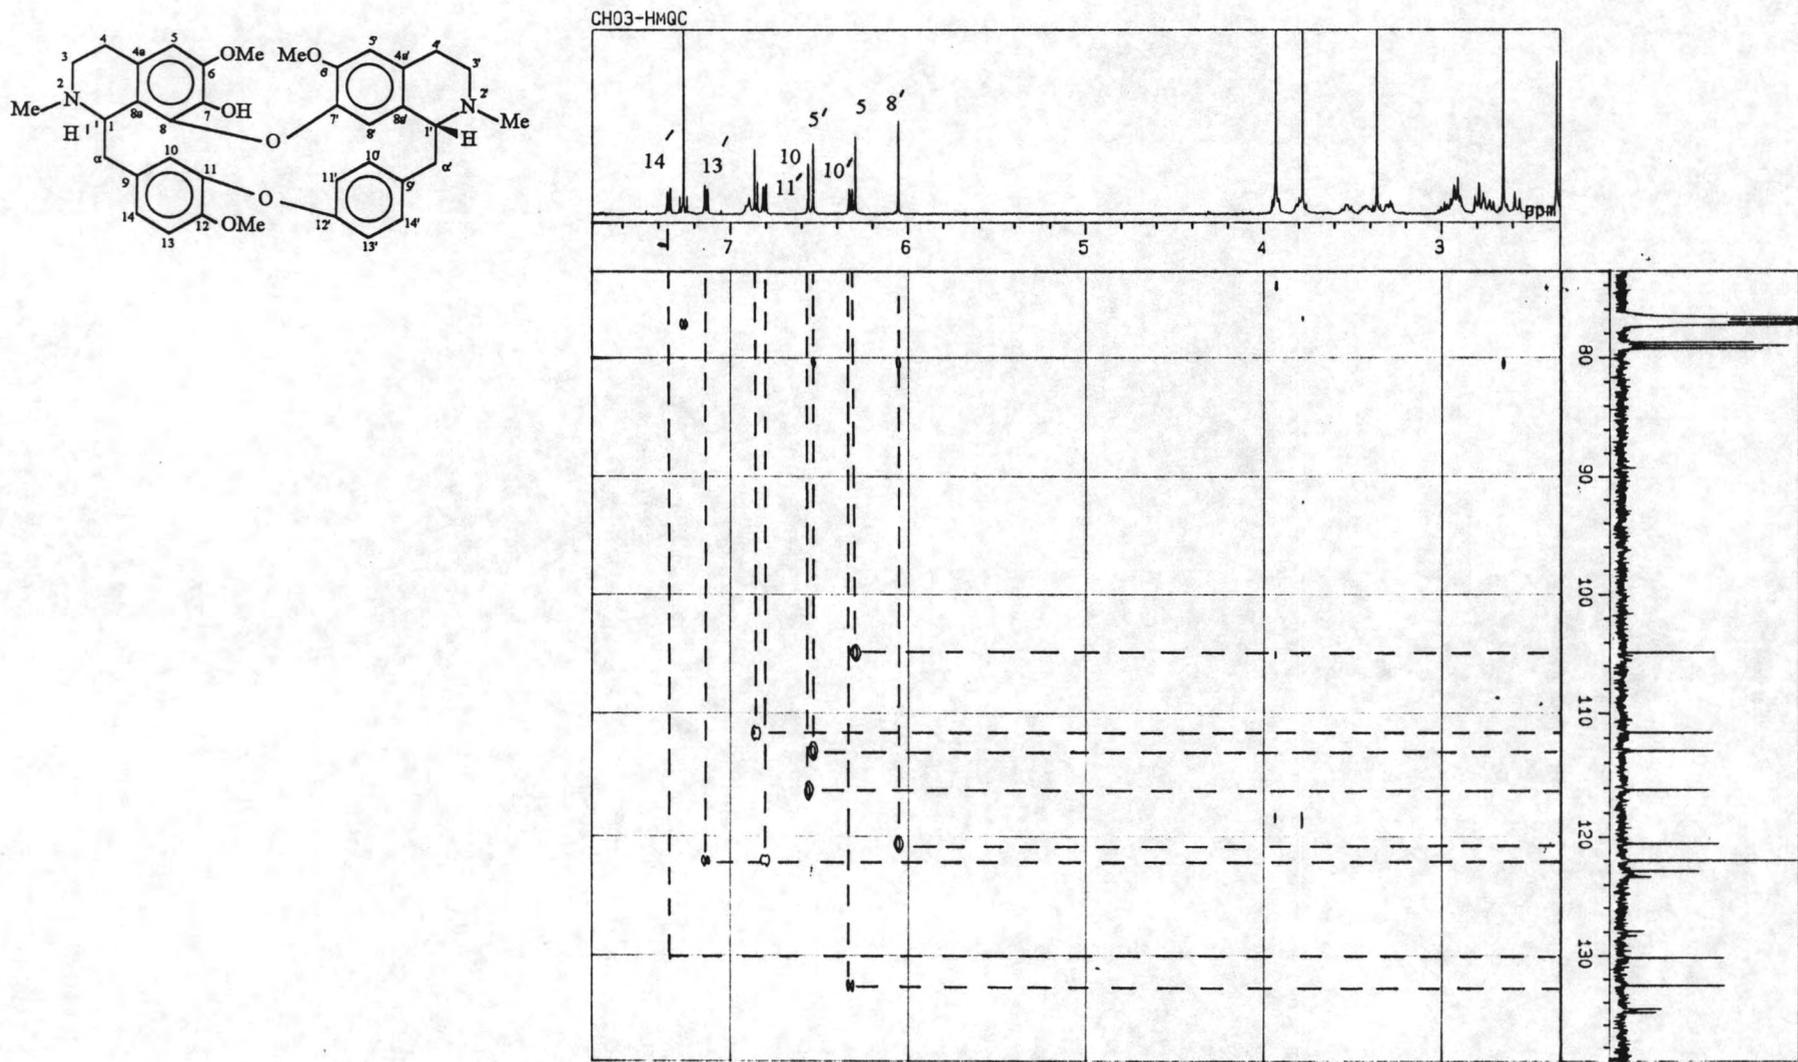 CH03-HMQC
4 5 OMe MeO 5' 4'
3 4a 6 6' 4a' 3'
2 N Me 8a 7 OH 7' 8a' N 2' Me
H 1' 1 8 O 8' 1' H
α 10 10' α'
9 11 O 11' 9'
14 12 OMe 12' 14'
13 13'
14' 13' 10 11' 5' 10' 5 8'
ppm
7 6 5 4 3
80
90
100
110
120
130